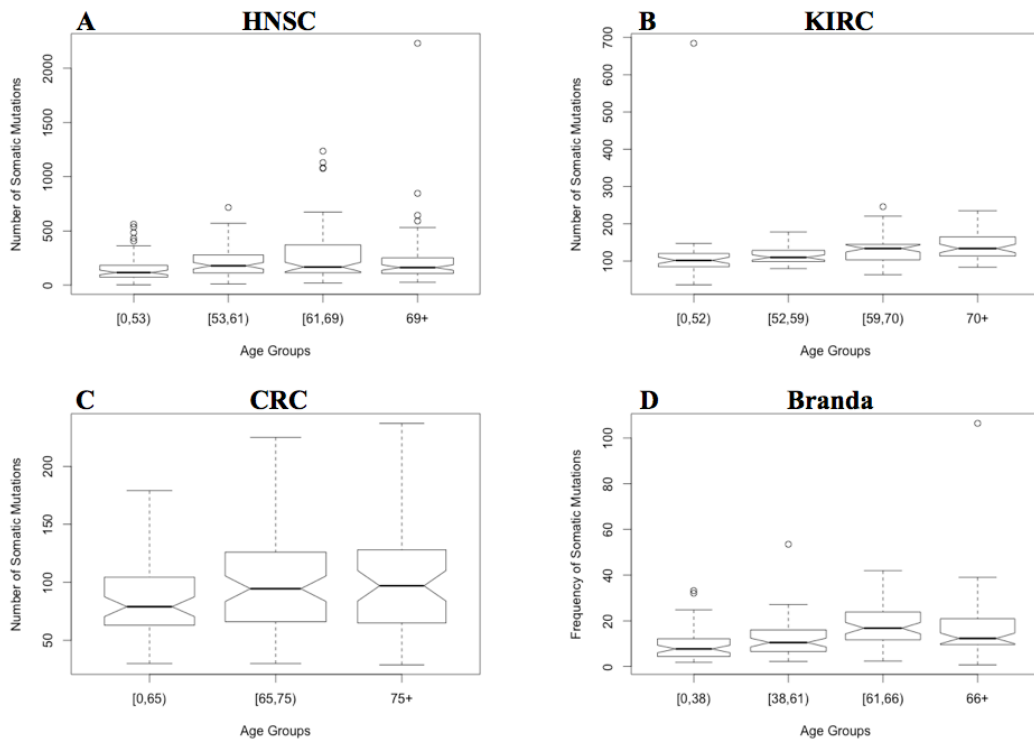 A HNSC
Number of Somatic Mutations
2000
1500
1000
500
0
[0,53) [53,61) [61,69) 69+
Age Groups
B KIRC
Number of Somatic Mutations
700
600
500
400
300
200
100
[0,52) [52,59) [59,70) 70+
Age Groups
C CRC
Number of Somatic Mutations
200
150
100
50
[0,65) [65,75) 75+
Age Groups
D Branda
Frequency of Somatic Mutations
100
80
60
40
20
0
[0,38) [38,61) [61,66) 66+
Age Groups